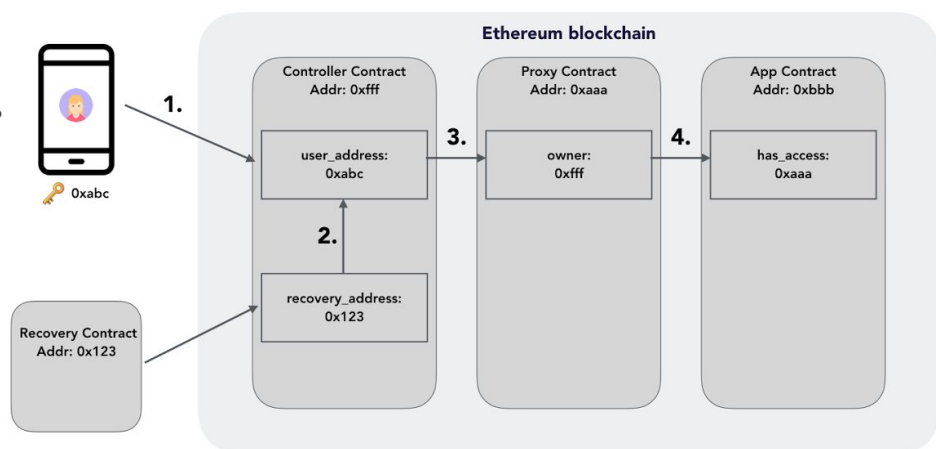 Ethereum blockchain
1.
0xabc
Controller Contract
Addr: 0xfff
user_address:
0xabc
2.
recovery_address:
0x123
Recovery Contract
Addr: 0x123
3.
Proxy Contract
Addr: 0xaaa
owner:
0xfff
4.
App Contract
Addr: 0xbbb
has_access:
0xaaa